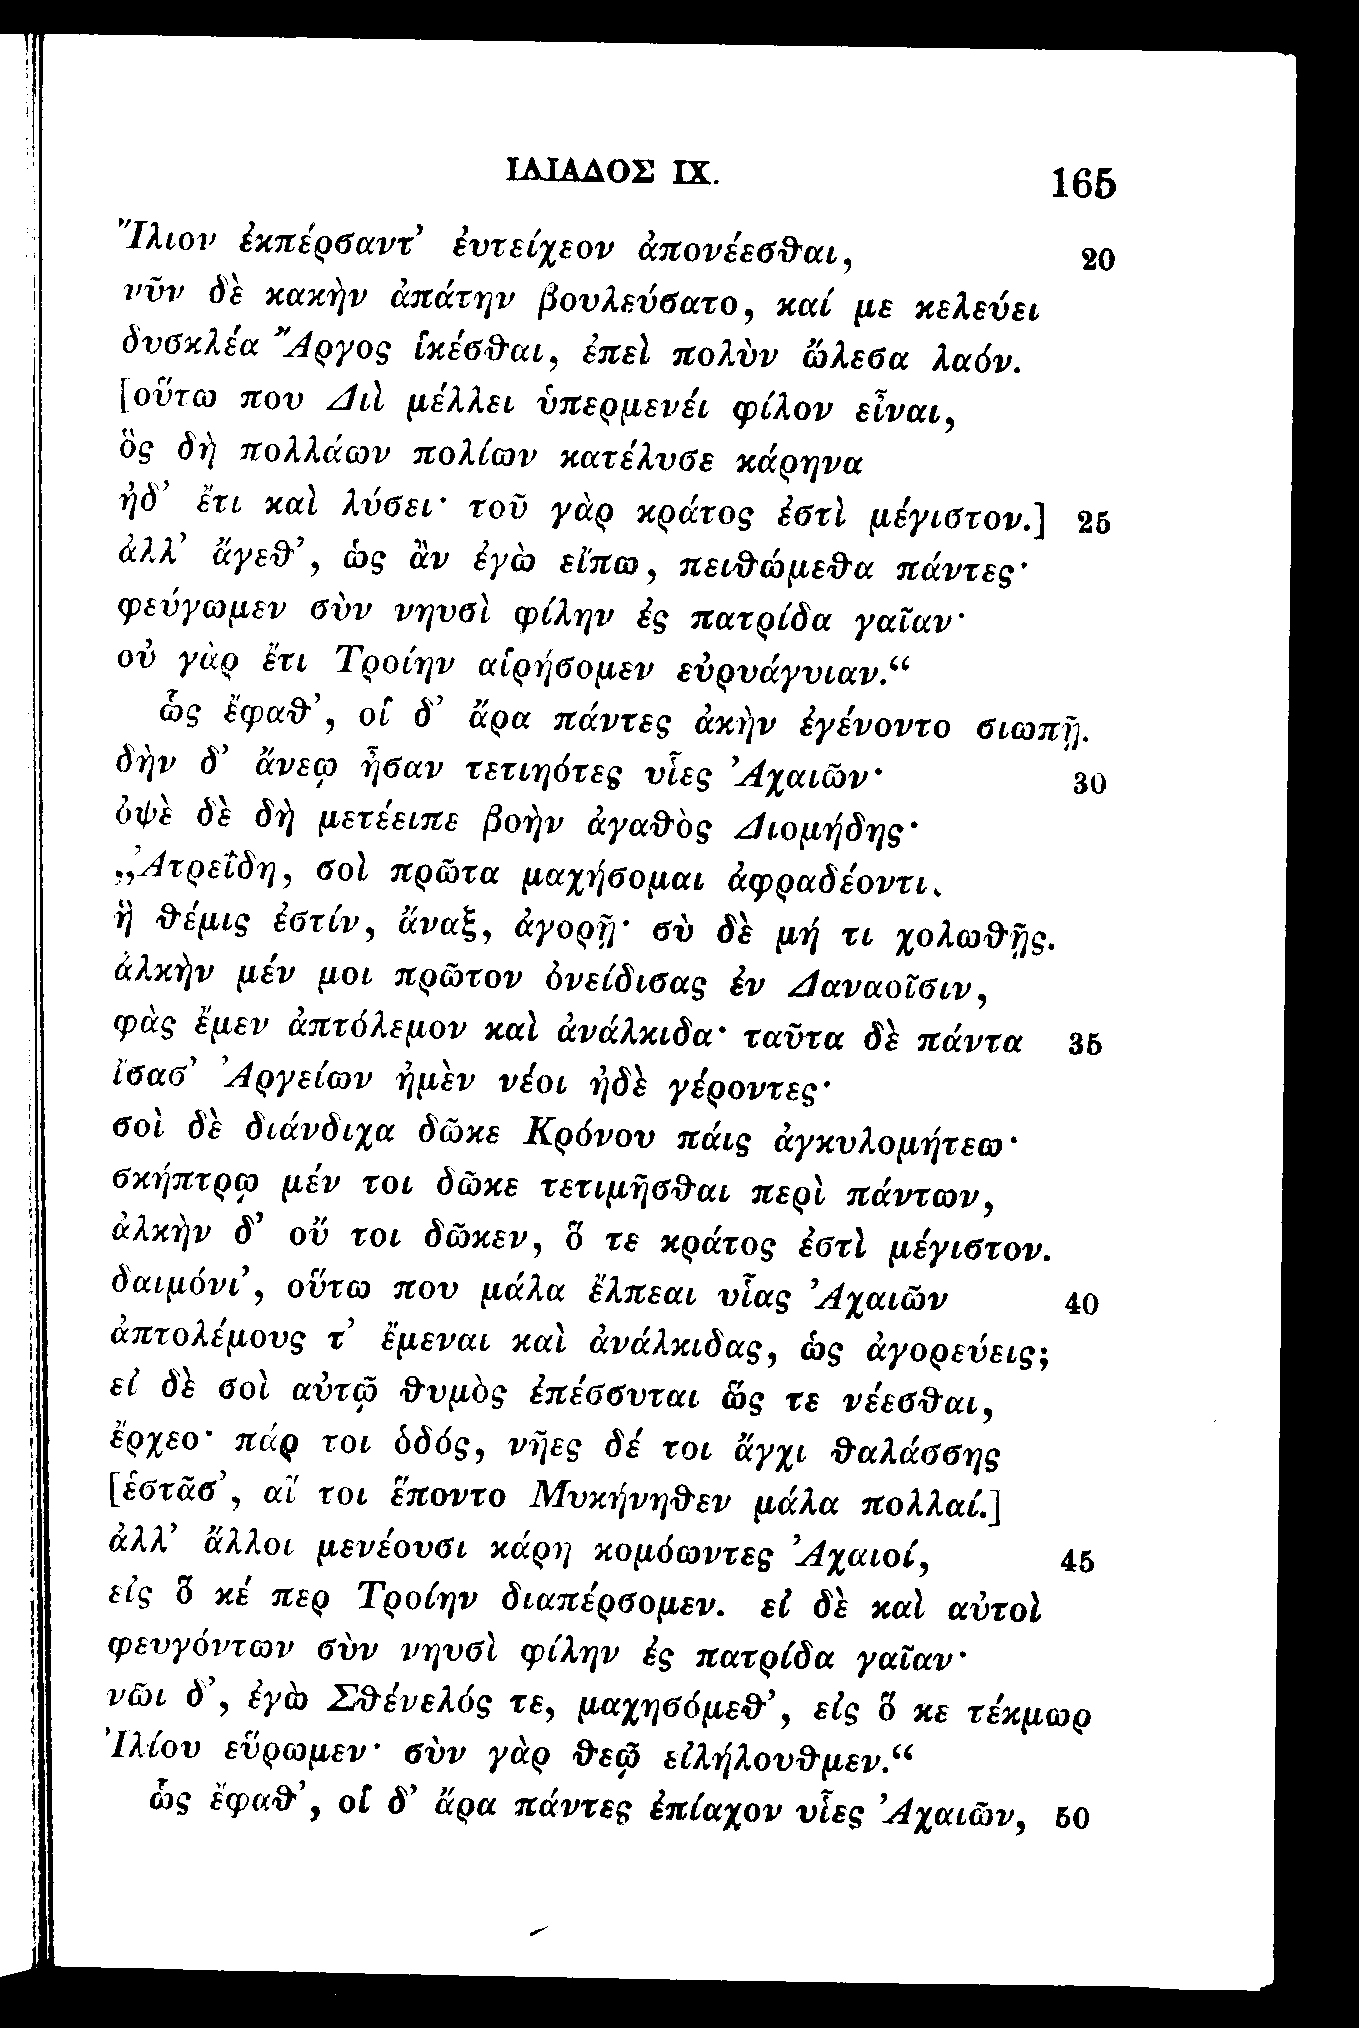 ΙΛΙΑΔΟΣ IX. 165
Ἴλιον ἐκπέρσαντ’ ἐυτείχεον ἀπονέεσθαι, 20
νῦν δὲ κακὴν ἀπάτην βουλεύσατο, καί με κελεύει
δυσκλέα Ἄργος ἱκέσθαι, ἐπεὶ πολὺν ὤλεσα λαόν.
[οὕτω που Διὶ μέλλει ὑπερμενέι φίλον εἶναι,
ὃς δὴ πολλάων πολίων κατέλυσε κάρηνα
ἠδ’ ἔτι καὶ λύσει· τοῦ γὰρ κράτος ἐστὶ μέγιστον.] 25
ἀλλ’ ἄγεθ’, ὡς ἂν ἐγὼ εἴπω, πειθώμεθα πάντες·
φεύγωμεν σὺν νηυσὶ φίλην ἐς πατρίδα γαῖαν·
οὐ γὰρ ἔτι Τροίην αἱρήσομεν εὐρυάγυιαν.“
ὣς ἔφαθ’, οἱ δ’ ἄρα πάντες ἀκὴν ἐγένοντο σιωπῇ.
δὴν δ’ ἄνεῳ ἦσαν τετιηότες υἷες Ἀχαιῶν· 30
ὀψὲ δὲ δὴ μετέειπε βοὴν ἀγαθὸς Διομήδης·
„Ἀτρεΐδη, σοὶ πρῶτα μαχήσομαι ἀφραδέοντι,
ἣ θέμις ἐστίν, ἄναξ, ἀγορῇ· σὺ δὲ μή τι χολωθῇς.
ἀλκὴν μέν μοι πρῶτον ὀνείδισας ἐν Δαναοῖσιν,
φὰς ἔμεν ἀπτόλεμον καὶ ἀνάλκιδα· ταῦτα δὲ πάντα 35
ἴσασ’ Ἀργείων ἠμὲν νέοι ἠδὲ γέροντες·
σοὶ δὲ διάνδιχα δῶκε Κρόνου πάις ἀγκυλομήτεω·
σκήπτρῳ μέν τοι δῶκε τετιμῆσθαι περὶ πάντων,
ἀλκὴν δ’ οὔ τοι δῶκεν, ὅ τε κράτος ἐστὶ μέγιστον.
δαιμόνι’, οὕτω που μάλα ἔλπεαι υἷας Ἀχαιῶν 40
ἀπτολέμους τ’ ἔμεναι καὶ ἀνάλκιδας, ὡς ἀγορεύεις;
εἰ δὲ σοὶ αὐτῷ θυμὸς ἐπέσσυται ὥς τε νέεσθαι,
ἔρχεο· πάρ τοι ὁδός, νῆες δέ τοι ἄγχι θαλάσσης
[ἑστᾶσ’, αἵ τοι ἕποντο Μυκήνηθεν μάλα πολλαί.]
ἀλλ’ ἄλλοι μενέουσι κάρη κομόωντες Ἀχαιοί, 45
εἰς ὅ κέ περ Τροίην διαπέρσομεν. εἰ δὲ καὶ αὐτοὶ
φευγόντων σὺν νηυσὶ φίλην ἐς πατρίδα γαῖαν·
νῶι δ’, ἐγὼ Σθένελός τε, μαχησόμεθ’, εἰς ὅ κε τέκμωρ
Ἰλίου εὕρωμεν· σὺν γὰρ θεῷ εἰλήλουθμεν.“
ὣς ἔφαθ’, οἱ δ’ ἄρα πάντες ἐπίαχον υἷες Ἀχαιῶν, 50